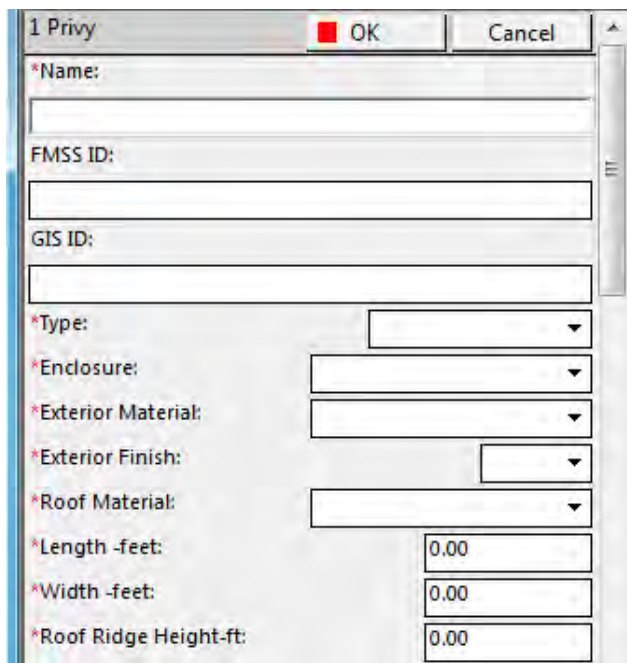 1 Privy OK Cancel
*Name:
FMSS ID:
GIS ID:
*Type:
*Enclosure:
*Exterior Material:
*Exterior Finish:
*Roof Material:
*Length -feet: 0.00
*Width -feet: 0.00
*Roof Ridge Height-ft: 0.00